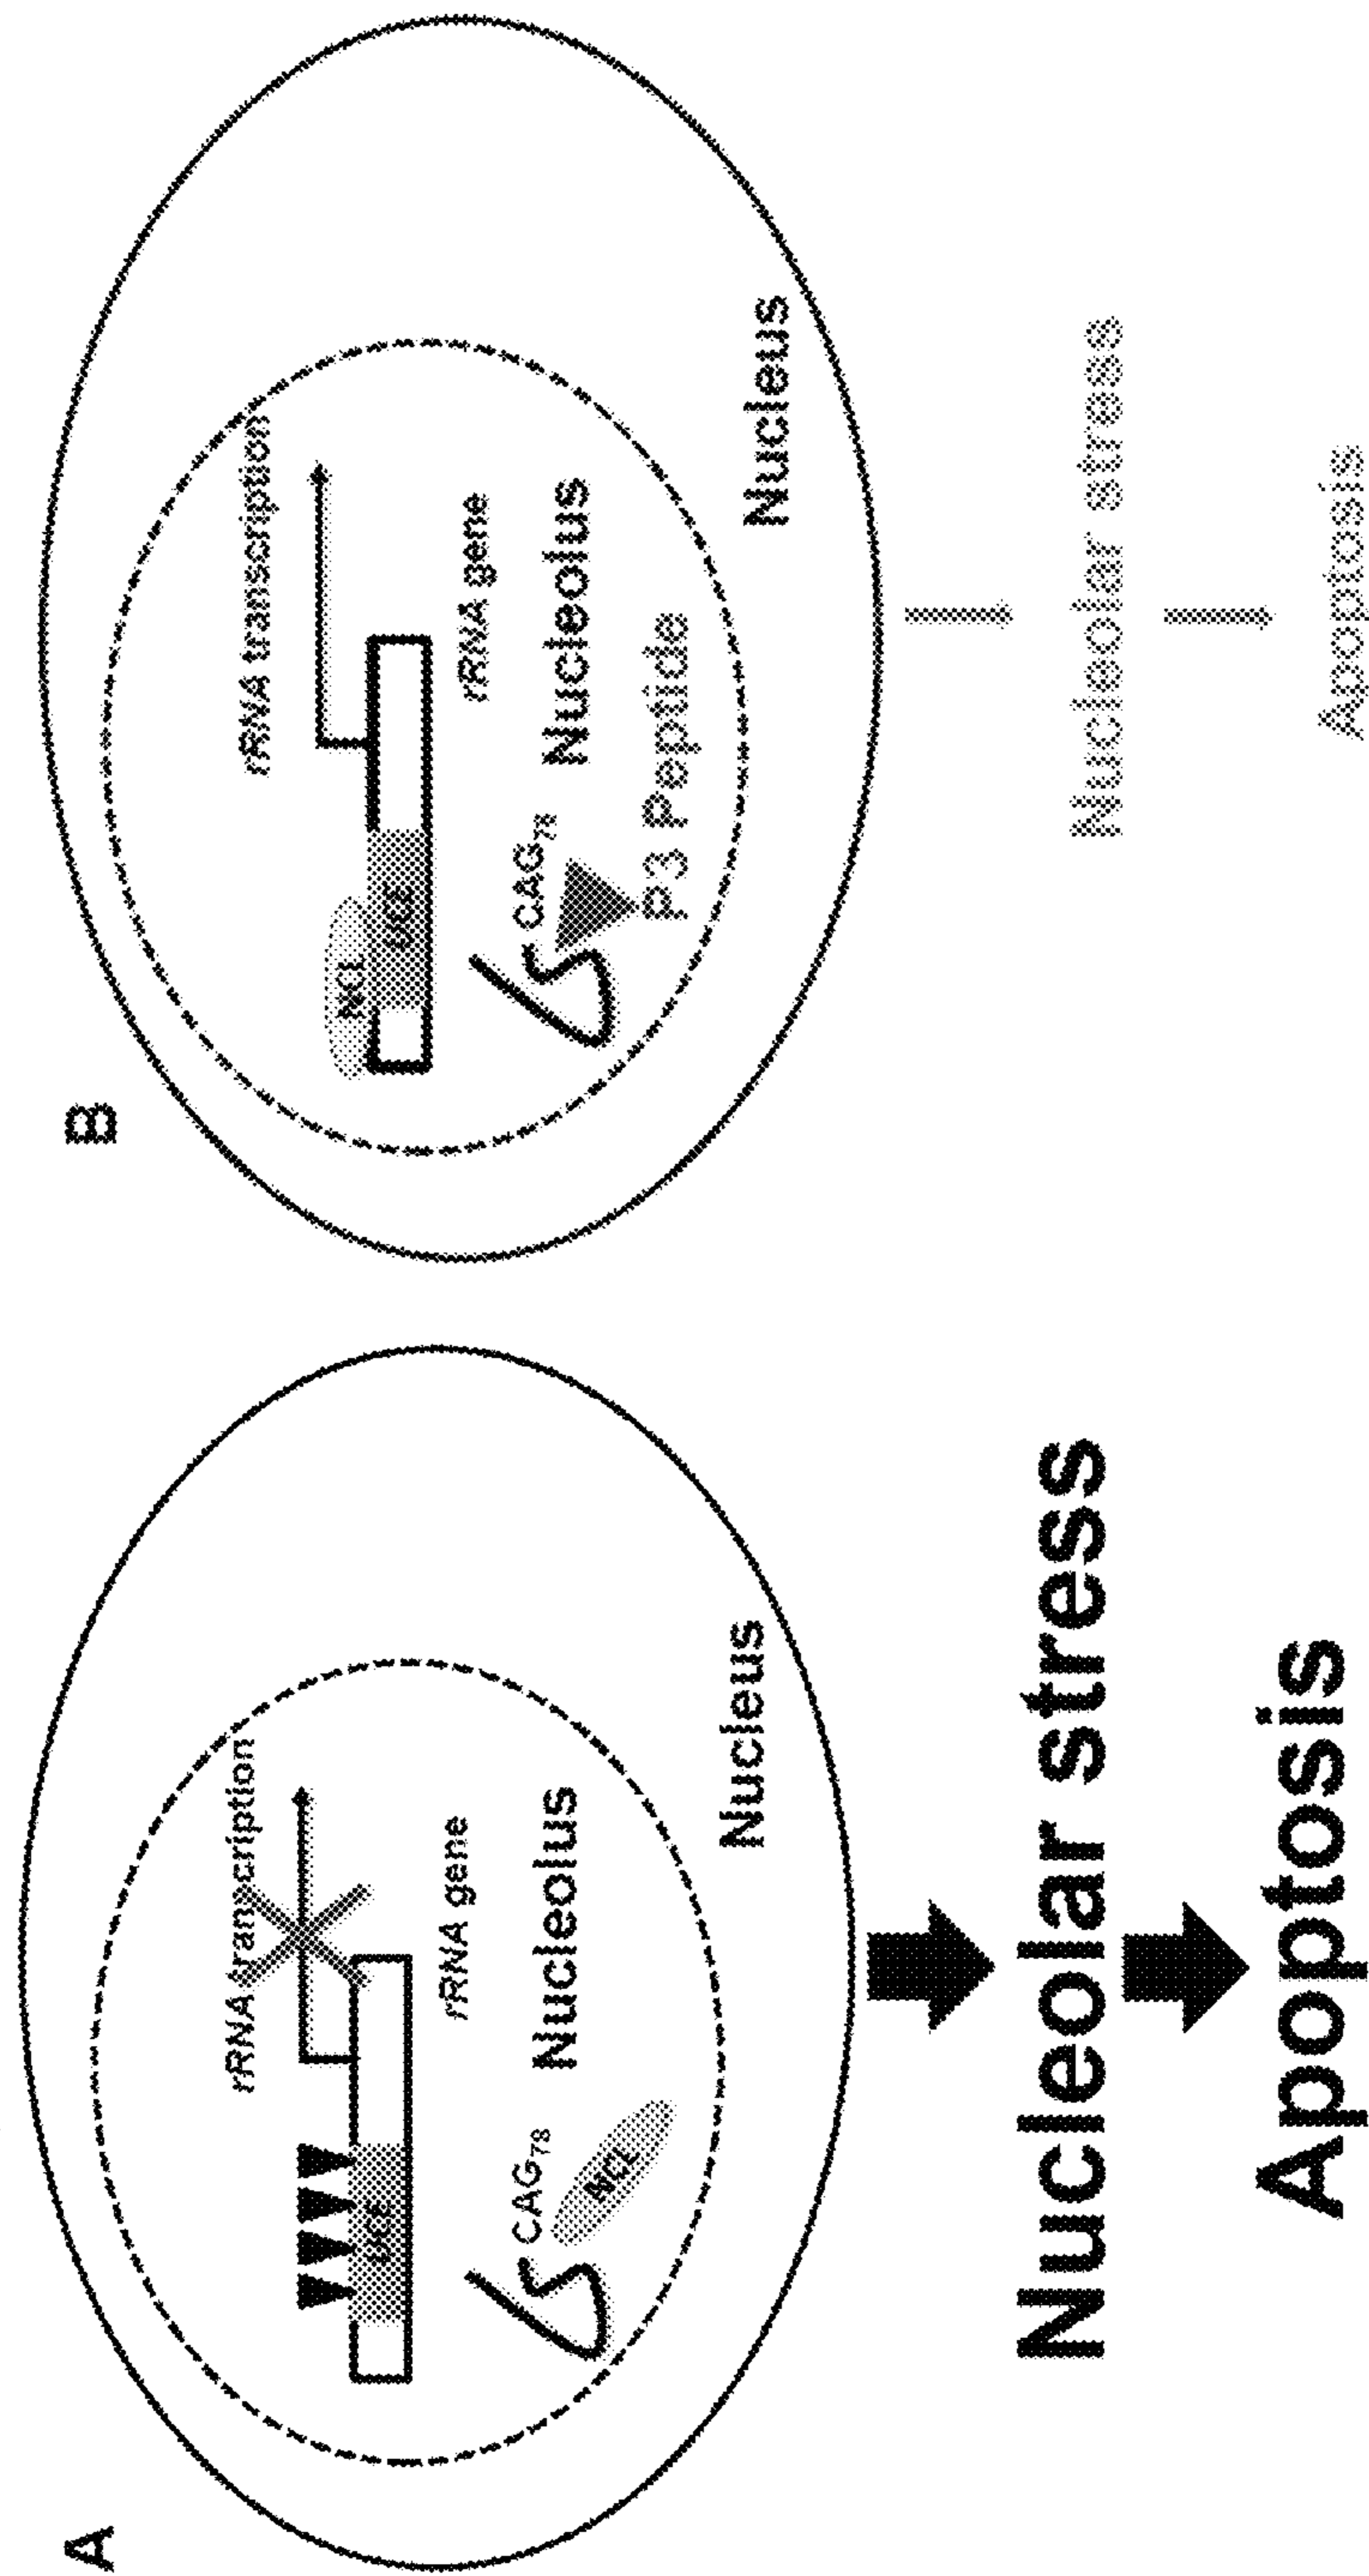 A
rRNA transcription
UCE
rRNA gene
CAG78
NCL
Nucleolus
Nucleus
Nucleolar stress
Apoptosis
B
rRNA transcription
NCL
UCE
rRNA gene
CAG78
Nucleolus
P3 Peptide
Nucleus
Nucleolar stress
Apoptosis